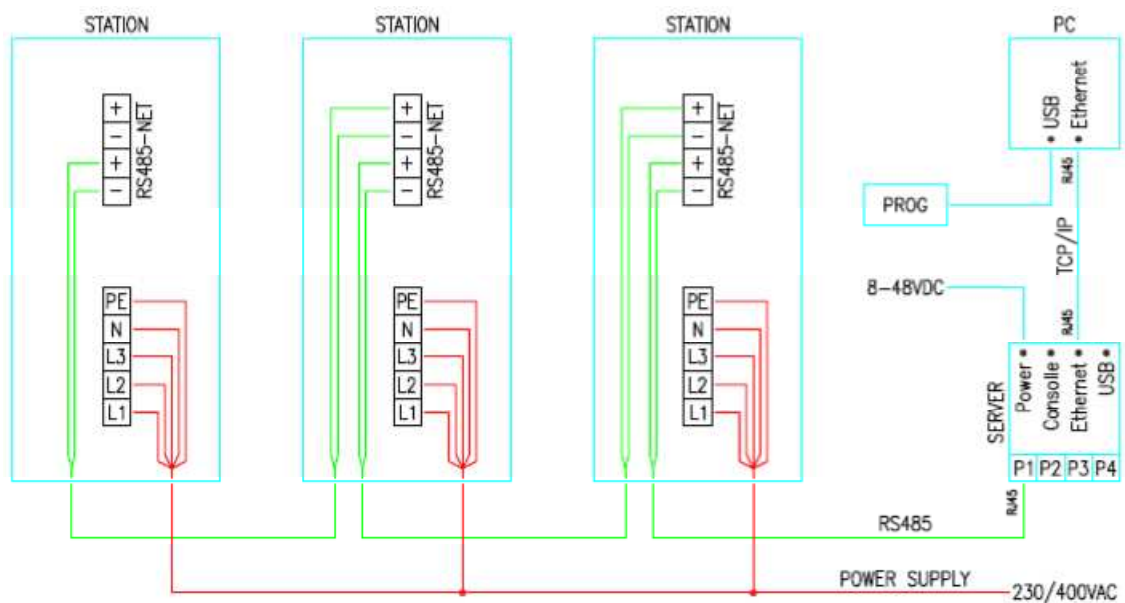 STATION
STATION
STATION
PC
+
−
+
−
RS485-NET
+
−
+
−
RS485-NET
+
−
+
−
RS485-NET
USB
Ethernet
RJ45
PROG
TCP/IP
8-48VDC
RJ45
PE
N
L3
L2
L1
PE
N
L3
L2
L1
PE
N
L3
L2
L1
SERVER
Power
Consolle
Ethernet
USB
P1 P2 P3 P4
RJ45
RS485
POWER SUPPLY
230/400VAC